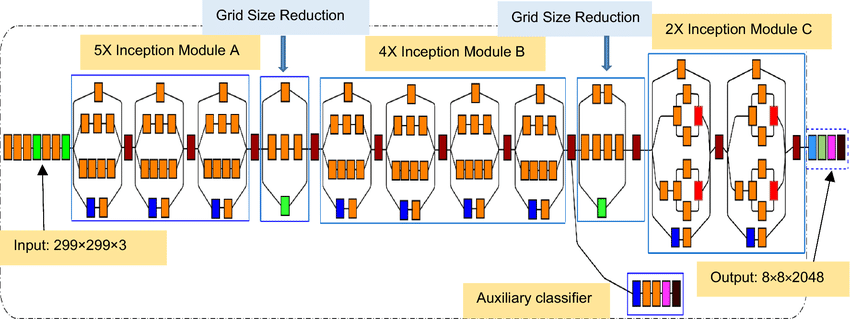 Grid Size Reduction
Grid Size Reduction
5X Inception Module A
4X Inception Module B
2X Inception Module C
Input: 299×299×3
Output: 8×8×2048
Auxiliary classifier